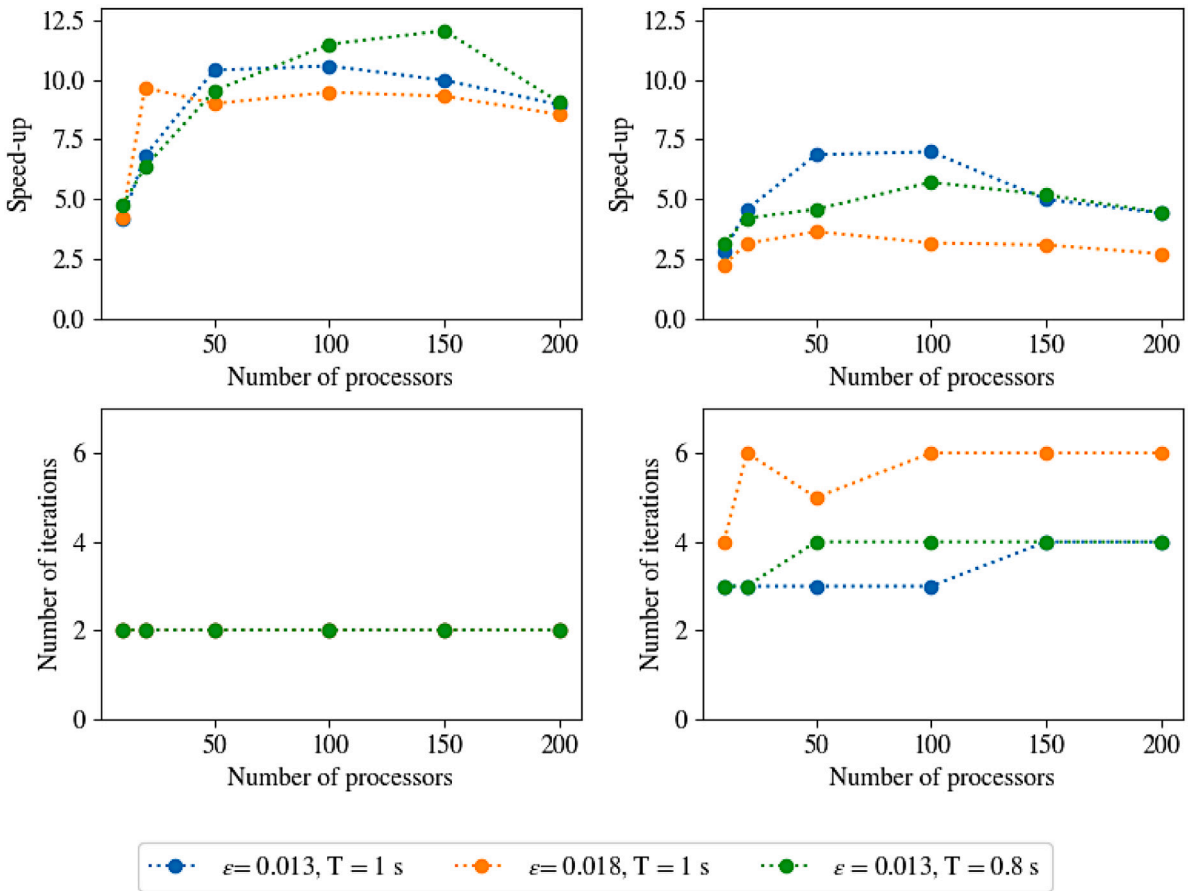 12.5
10.0
7.5
5.0
2.5
0.0
Speed-up
50 100 150 200
Number of processors
12.5
10.0
7.5
5.0
2.5
0.0
Speed-up
50 100 150 200
Number of processors
6
4
2
0
Number of iterations
50 100 150 200
Number of processors
6
4
2
0
Number of iterations
50 100 150 200
Number of processors
ε= 0.013, T = 1 s ε= 0.018, T = 1 s ε= 0.013, T = 0.8 s